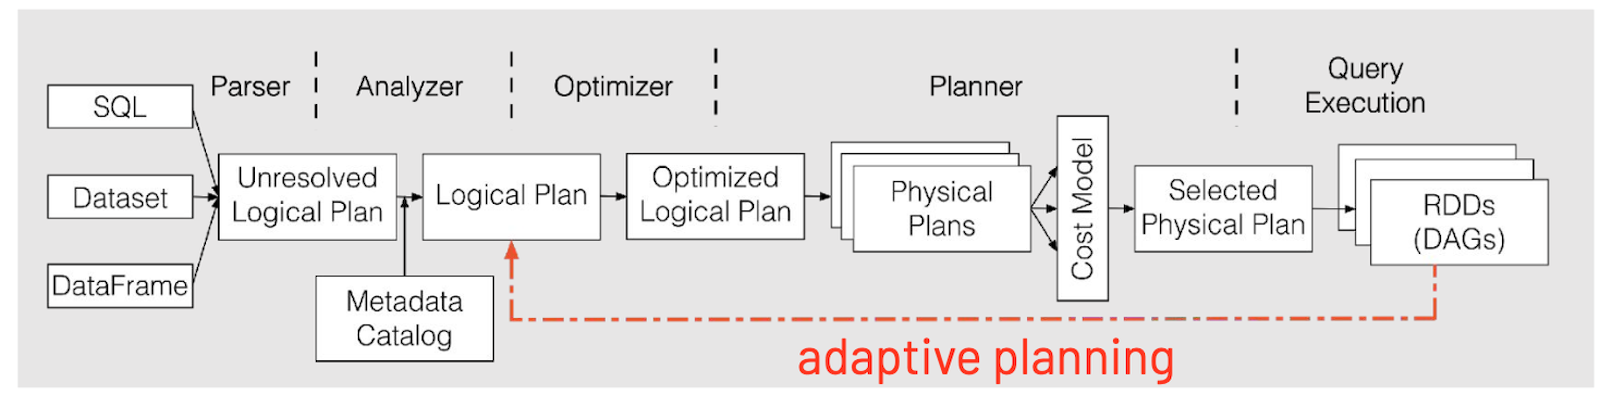 Parser
Analyzer
Optimizer
Planner
Query
Execution
SQL
Dataset
DataFrame
Unresolved
Logical Plan
Metadata
Catalog
Logical Plan
Optimized
Logical Plan
Physical
Plans
Cost Model
Selected
Physical Plan
RDDs
(DAGs)
adaptive planning